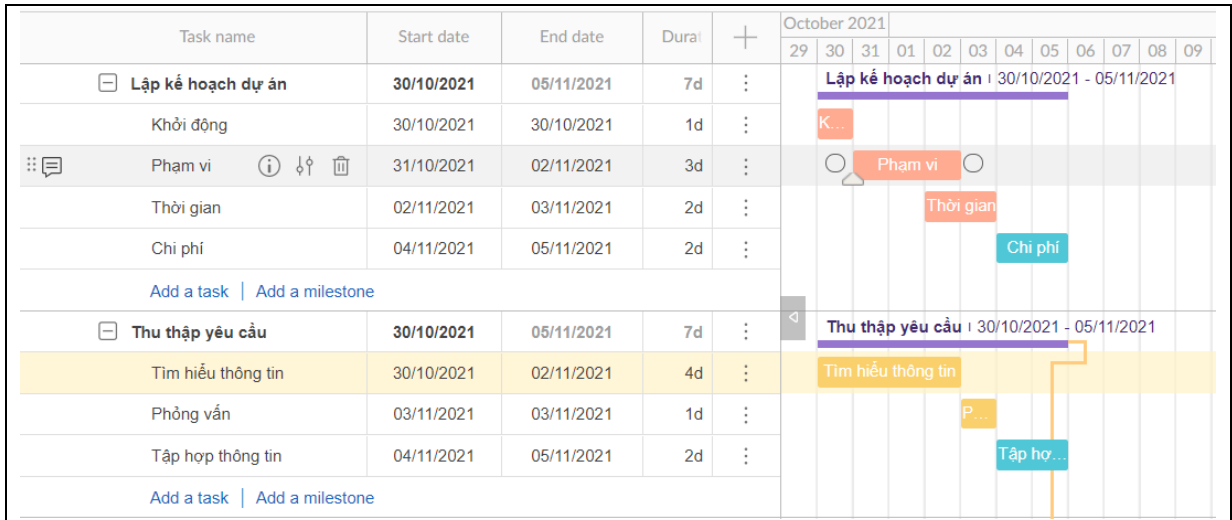 Task name Start date End date Durat October 2021
29 30 31 01 02 03 04 05 06 07 08 09
Lập kế hoạch dự án 30/10/2021 05/11/2021 7d Lập kế hoạch dự án 30/10/2021 - 05/11/2021
Khởi động 30/10/2021 30/10/2021 1d K...
Phạm vi 31/10/2021 02/11/2021 3d Phạm vi
Thời gian 02/11/2021 03/11/2021 2d Thời gian
Chi phí 04/11/2021 05/11/2021 2d Chi phí
Add a task | Add a milestone
Thu thập yêu cầu 30/10/2021 05/11/2021 7d Thu thập yêu cầu 30/10/2021 - 05/11/2021
Tìm hiểu thông tin 30/10/2021 02/11/2021 4d Tìm hiểu thông tin
Phỏng vấn 03/11/2021 03/11/2021 1d P...
Tập hợp thông tin 04/11/2021 05/11/2021 2d Tập hợ...
Add a task | Add a milestone